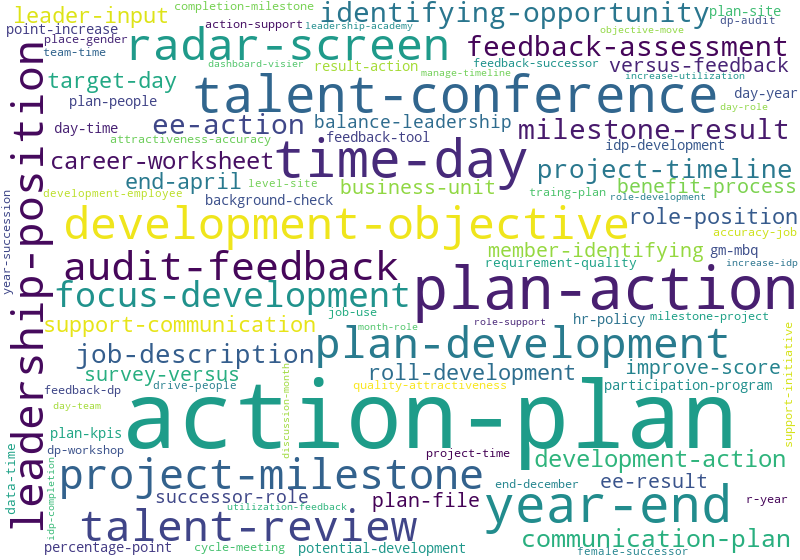 completion-milestone
leader-input
identifying-opportunity
plan-site
dp-audit
point-increase
action-support
leadership-academy
objective-move
place-gender
radar-screen
feedback-assessment
team-time
dashboard-visier
result-action
feedback-successor
versus-feedback
manage-timeline
increase-utilization
target-day
talent-conference
day-year
plan-people
day-role
ee-action
balance-leadership
milestone-result
day-time
feedback-tool
attractiveness-accuracy
idp-development
career-worksheet
time-day
project-timeline
end-april
level-site
business-unit
traing-plan
benefit-process
development-employee
background-check
role-development
year-succession
leadership-position
development-objective
role-position
accuracy-job
member-identifying
gm-mbq
audit-feedback
requirement-quality
increase-idp
focus-development
plan-action
job-use
support-communication
month-role
role-support
hr-policy
milestone-project
job-description
plan-development
survey-versus
discussion-month
roll-development
improve-score
support-initiative
feedback-dp
drive-people
quality-attractiveness
participation-program
day-team
action-plan
plan-kpis
data-time
dp-workshop
project-time
idp-completion
project-milestone
development-action
end-december
ee-result
successor-role
plan-file
year-end
r-year
utilization-feedback
talent-review
communication-plan
percentage-point
cycle-meeting
potential-development
female-successor